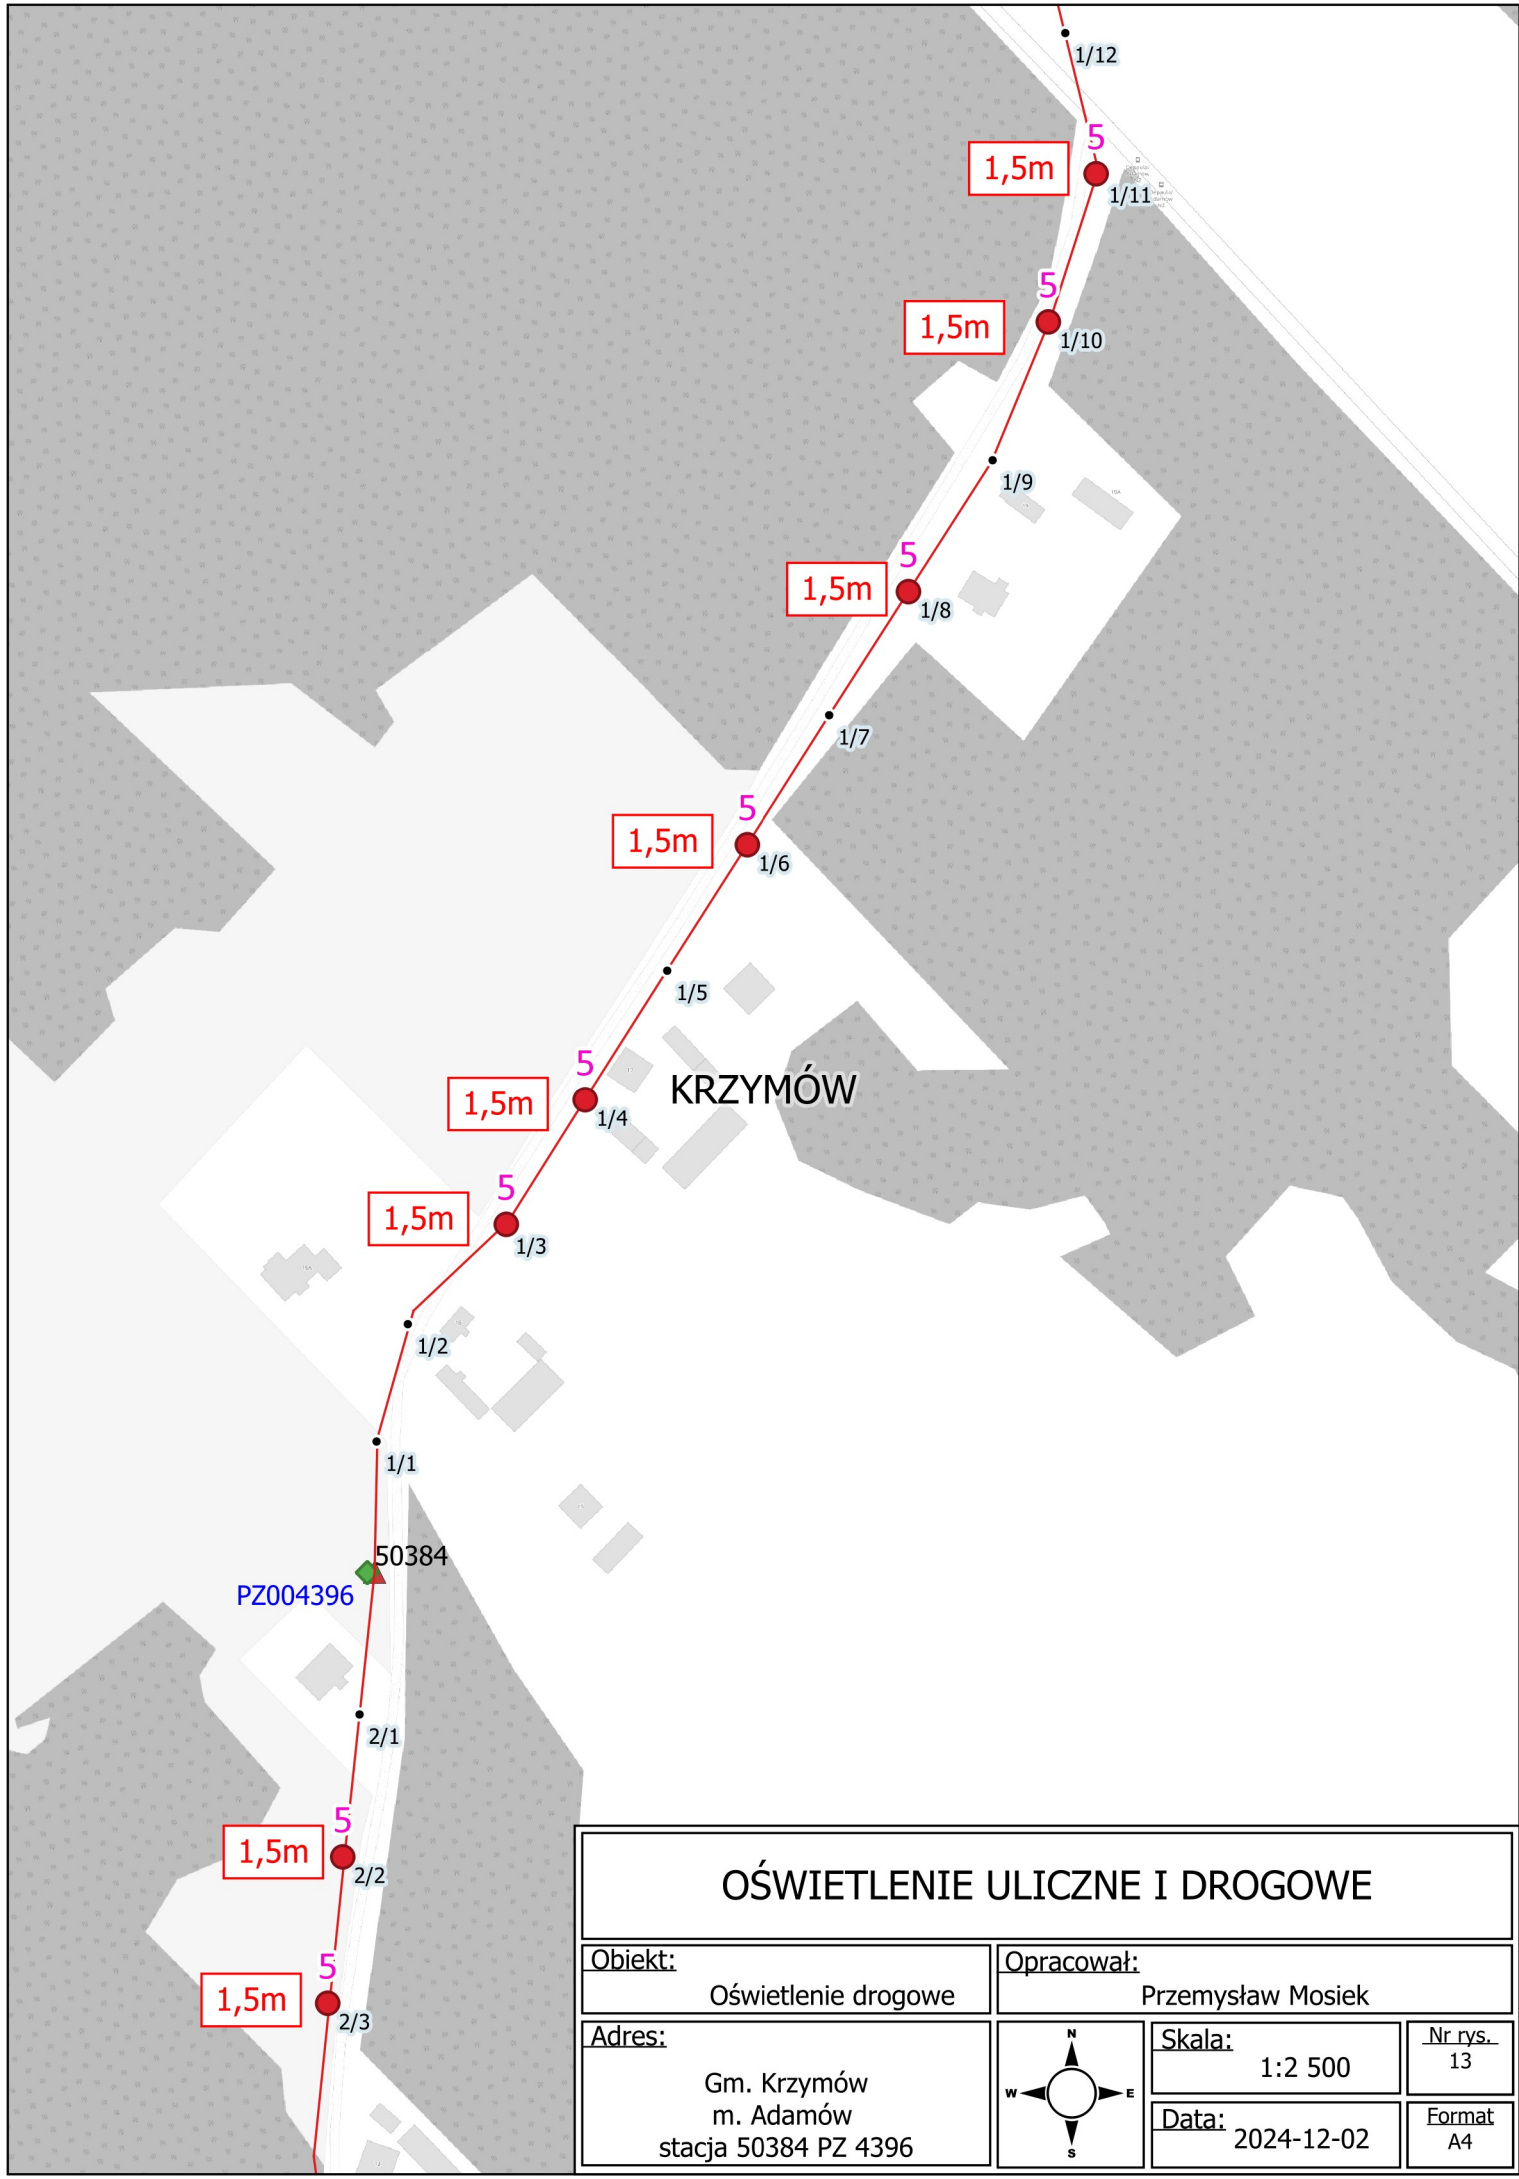 1/12
5
1,5m
1/11
5
1,5m
1/10
1/9
10A
5
1,5m
1/8
1/7
5
1,5m
1/6
1/5
5
1,5m
1/4
KRZYMÓW
5
1,5m
1/3
1/2
1/1
50384
PZ004396
2/1
5
1,5m
2/2
5
1,5m
2/3
OŚWIETLENIE ULICZNE I DROGOWE
Obiekt:
Oświetlenie drogowe
Opracował:
Przemysław Mosiek
Adres:
Gm. Krzymów
m. Adamów
stacja 50384 PZ 4396
N
W
E
S
Skala:
1:2 500
Nr rys.
13
Data:
2024-12-02
Format
A4